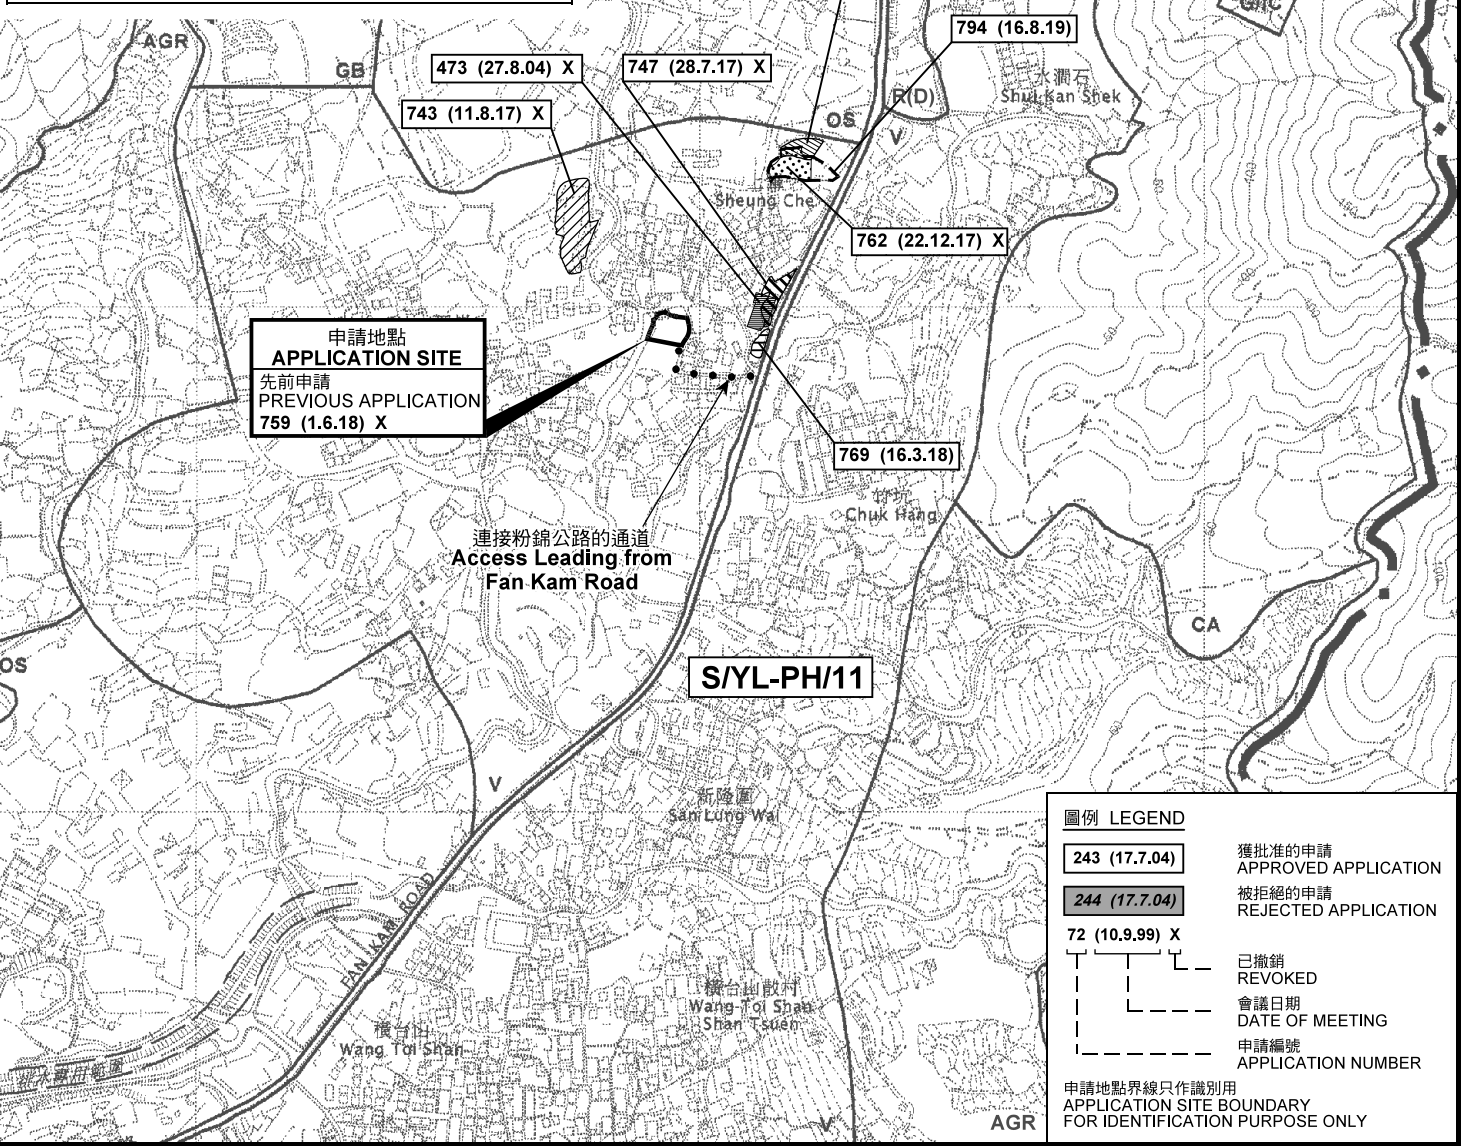 AGR
GB
473 (27.8.04) X
747 (28.7.17) X
794 (16.8.19)
743 (11.8.17) X
R(D)
水澗石
Shui Kan Shek
OS
V
Sheung Che
762 (22.12.17) X
申請地點
APPLICATION SITE
先前申請
PREVIOUS APPLICATION
759 (1.6.18) X
769 (16.3.18)
竹坑
Chuk Hang
連接粉錦公路的通道
Access Leading from
Fan Kam Road
CA
OS
S/YL-PH/11
V
新隆圍
San Lung Wai
FAN KAM ROAD
橫台山散村
Wang Toi Shan
Shan Tsuen
橫台山
Wang Toi Shan
V
AGR
圖例 LEGEND
243 (17.7.04)
獲批准的申請
APPROVED APPLICATION
244 (17.7.04)
被拒絕的申請
REJECTED APPLICATION
72 (10.9.99) X
已撤銷
REVOKED
會議日期
DATE OF MEETING
申請編號
APPLICATION NUMBER
申請地點界線只作識別用
APPLICATION SITE BOUNDARY
FOR IDENTIFICATION PURPOSE ONLY